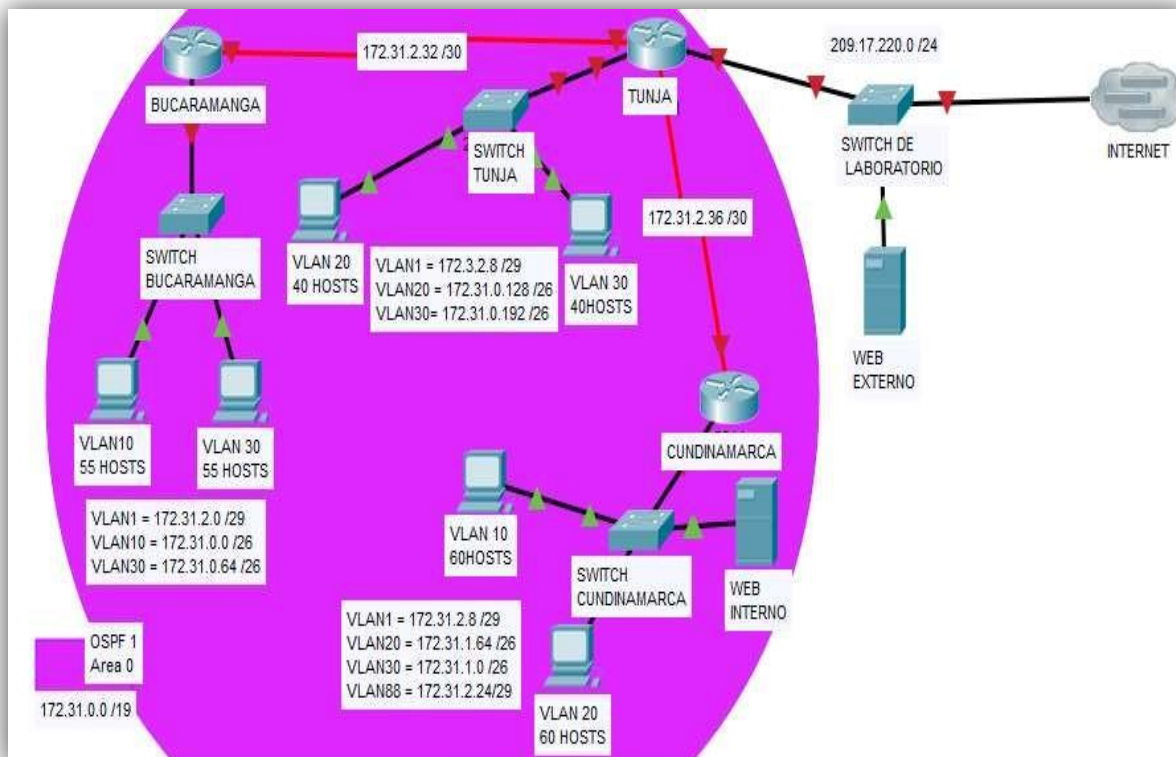 172.31.2.32 /30
209.17.220.0 /24
BUCARAMANGA
TUNJA
INTERNET
SWITCH DE
LABORATORIO
SWITCH
TUNJA
172.31.2.36 /30
SWITCH
BUCARAMANGA
VLAN 20
40 HOSTS
VLAN1 = 172.3.2.8 /29
VLAN20 = 172.31.0.128 /26
VLAN30= 172.31.0.192 /26
VLAN 30
40HOSTS
WEB
EXTERNO
VLAN10
55 HOSTS
VLAN 30
55 HOSTS
CUNDINAMARCA
VLAN1 = 172.31.2.0 /29
VLAN10 = 172.31.0.0 /26
VLAN30 = 172.31.0.64 /26
VLAN 10
60HOSTS
SWITCH
CUNDINAMARCA
WEB
INTERNO
VLAN1 = 172.31.2.8 /29
VLAN20 = 172.31.1.64 /26
VLAN30 = 172.31.1.0 /26
VLAN88 = 172.31.2.24/29
VLAN 20
60 HOSTS
OSPF 1
Area 0
172.31.0.0 /19